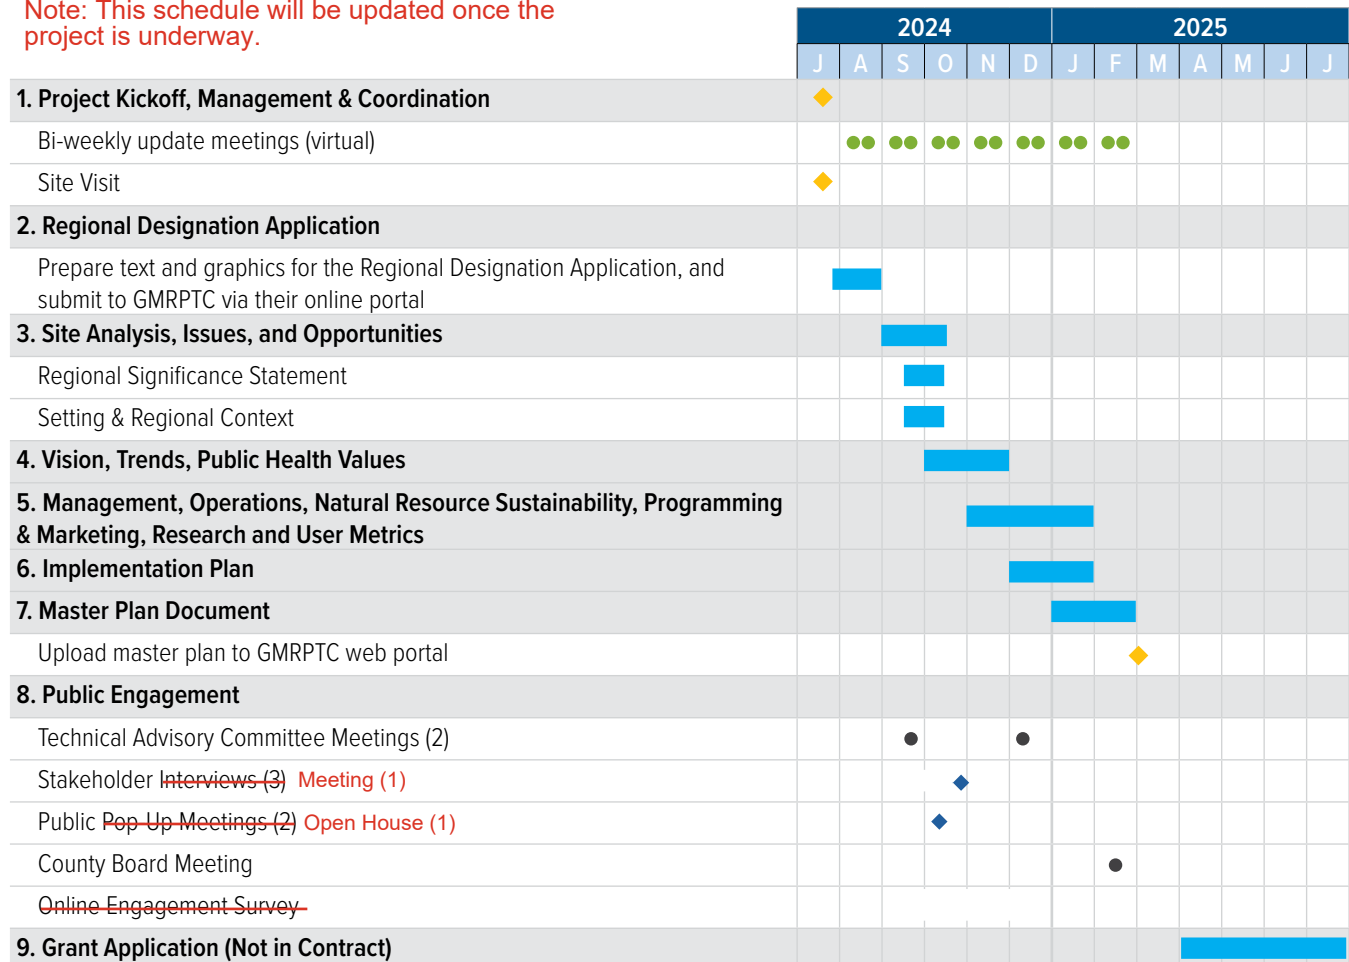 Note: This schedule will be updated once the
project is underway.
2024 2025
J A S O N D J F M A M J J
1. Project Kickoff, Management & Coordination
Bi-weekly update meetings (virtual)
Site Visit
2. Regional Designation Application
Prepare text and graphics for the Regional Designation Application, and
submit to GMRPTC via their online portal
3. Site Analysis, Issues, and Opportunities
Regional Significance Statement
Setting & Regional Context
4. Vision, Trends, Public Health Values
5. Management, Operations, Natural Resource Sustainability, Programming
& Marketing, Research and User Metrics
6. Implementation Plan
7. Master Plan Document
Upload master plan to GMRPTC web portal
8. Public Engagement
Technical Advisory Committee Meetings (2)
Stakeholder Interviews (3) Meeting (1)
Public Pop-Up Meetings (2) Open House (1)
County Board Meeting
Online Engagement Survey
9. Grant Application (Not in Contract)